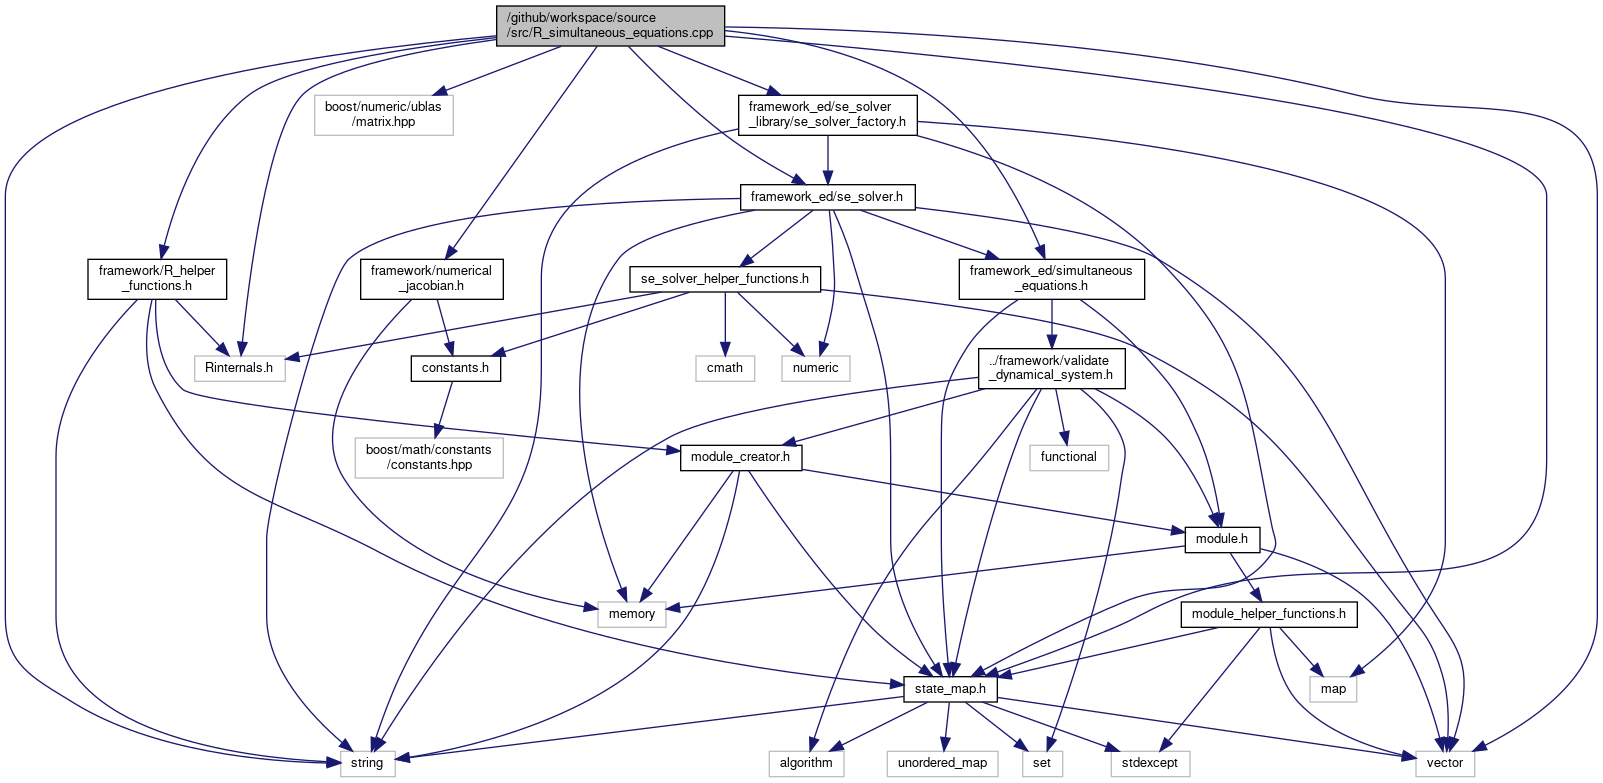 /github/workspace/source
/src/R_simultaneous_equations.cpp
boost/numeric/ublas
/matrix.hpp
framework_ed/se_solver
_library/se_solver_factory.h
framework_ed/se_solver.h
framework/R_helper
_functions.h
framework/numerical
_jacobian.h
se_solver_helper_functions.h
framework_ed/simultaneous
_equations.h
Rinternals.h
constants.h
cmath
numeric
../framework/validate
_dynamical_system.h
boost/math/constants
/constants.hpp
module_creator.h
functional
module.h
memory
module_helper_functions.h
state_map.h
map
string
algorithm
unordered_map
set
stdexcept
vector